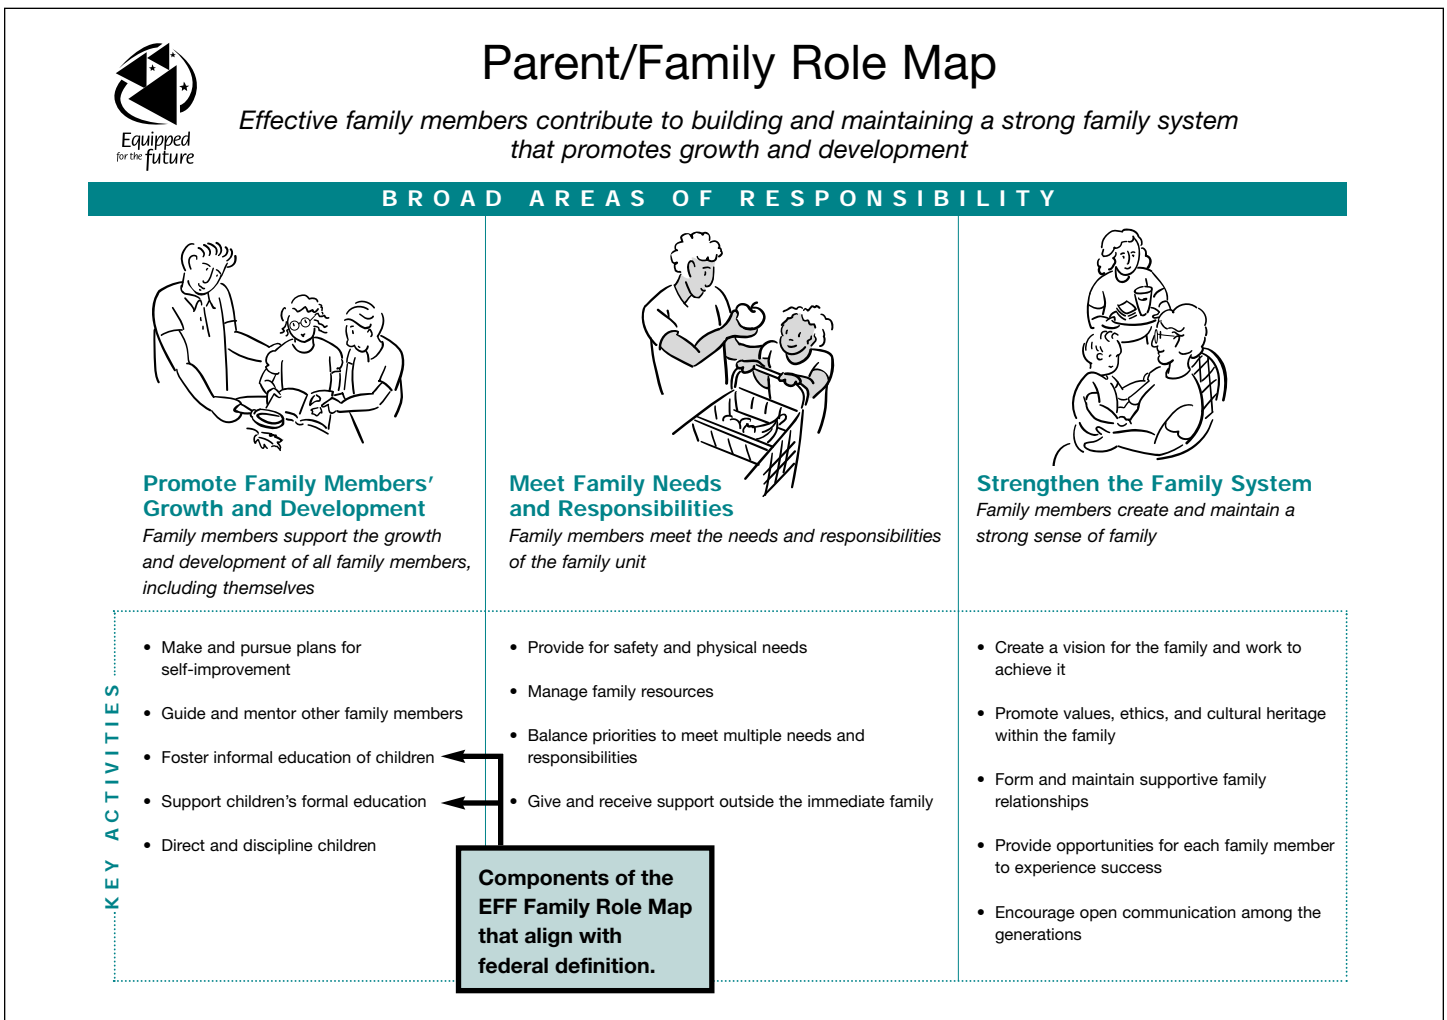 Parent/Family Role Map
Equipped
for the future
Effective family members contribute to building and maintaining a strong family system
that promotes growth and development
BROAD AREAS OF RESPONSIBILITY
Promote Family Members’
Growth and Development
Family members support the growth
and development of all family members,
including themselves
Meet Family Needs
and Responsibilities
Family members meet the needs and responsibilities
of the family unit
Strengthen the Family System
Family members create and maintain a
strong sense of family
KEY ACTIVITIES
• Make and pursue plans for
self-improvement
• Guide and mentor other family members
• Foster informal education of children
• Support children’s formal education
• Direct and discipline children
• Provide for safety and physical needs
• Manage family resources
• Balance priorities to meet multiple needs and
responsibilities
• Give and receive support outside the immediate family
Components of the
EFF Family Role Map
that align with
federal definition.
• Create a vision for the family and work to
achieve it
• Promote values, ethics, and cultural heritage
within the family
• Form and maintain supportive family
relationships
• Provide opportunities for each family member
to experience success
• Encourage open communication among the
generations